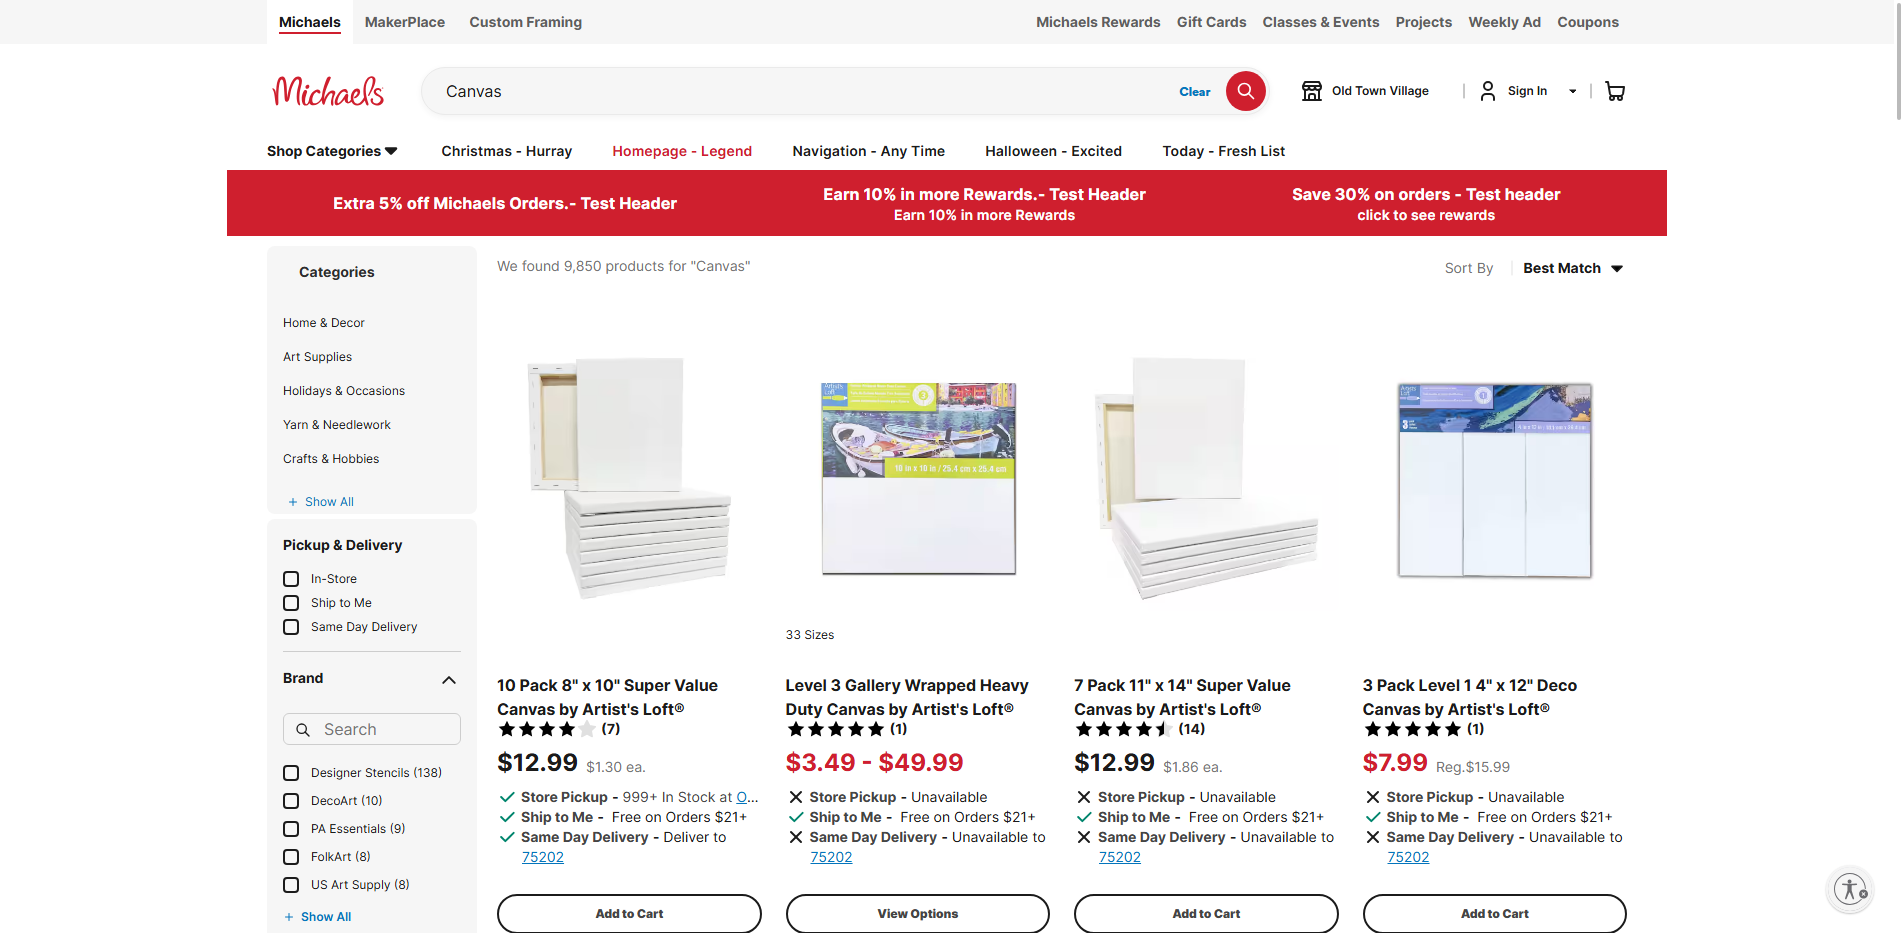 Michaels
MakerPlace
Custom Framing
Michaels Rewards
Gift Cards
Classes & Events
Projects
Weekly Ad
Coupons
Michaels
Canvas
Clear
Old Town Village
Sign In
Shop Categories
Christmas - Hurray
Homepage - Legend
Navigation - Any Time
Halloween - Excited
Today - Fresh List
Extra 5% off Michaels Orders.- Test Header
Earn 10% in more Rewards.- Test Header
Earn 10% in more Rewards
Save 30% on orders - Test header
click to see rewards
Categories
Home & Decor
Art Supplies
Holidays & Occasions
Yarn & Needlework
Crafts & Hobbies
+ Show All
Pickup & Delivery
In-Store
Ship to Me
Same Day Delivery
Brand
Search
Designer Stencils (138)
DecoArt (10)
PA Essentials (9)
FolkArt (8)
US Art Supply (8)
+ Show All
We found 9,850 products for "Canvas"
Sort By
Best Match
10 Pack 8" x 10" Super Value
Canvas by Artist's Loft®
(7)
$12.99 $1.30 ea.
Store Pickup - 999+ In Stock at O...
Ship to Me - Free on Orders $21+
Same Day Delivery - Deliver to
75202
Add to Cart
Artist's
Loft
3
10 in x 10 in / 25.4 cm x 25.4 cm
33 Sizes
Level 3 Gallery Wrapped Heavy
Duty Canvas by Artist's Loft®
(1)
$3.49 - $49.99
Store Pickup - Unavailable
Ship to Me - Free on Orders $21+
Same Day Delivery - Unavailable to
75202
View Options
7 Pack 11" x 14" Super Value
Canvas by Artist's Loft®
(14)
$12.99 $1.86 ea.
Store Pickup - Unavailable
Ship to Me - Free on Orders $21+
Same Day Delivery - Unavailable to
75202
Add to Cart
Artist's
Loft
1
3
3 Pack Level 1 4" x 12" Deco
Canvas by Artist's Loft®
(1)
$7.99 Reg.$15.99
Store Pickup - Unavailable
Ship to Me - Free on Orders $21+
Same Day Delivery - Unavailable to
75202
Add to Cart